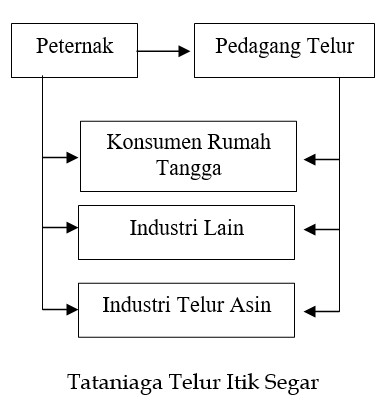 Peternak
Pedagang Telur
Konsumen Rumah
Tangga
Industri Lain
Industri Telur Asin
Tataniaga Telur Itik Segar